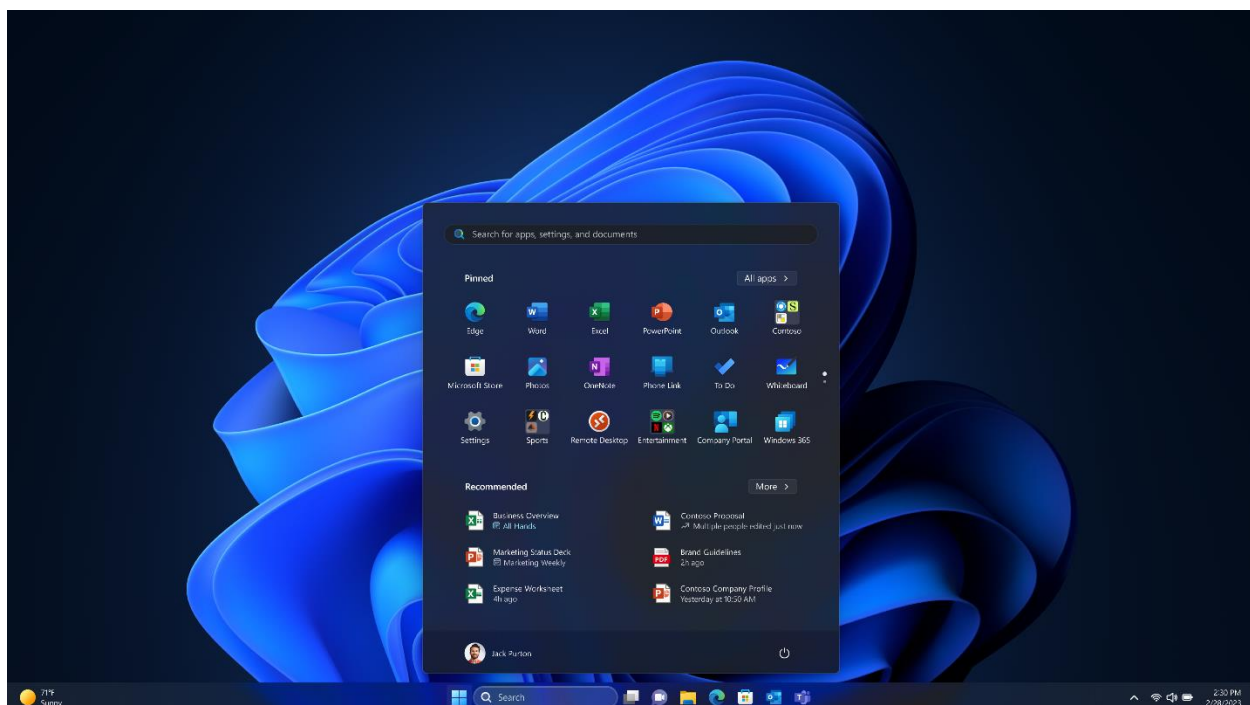 Search for apps, settings, and documents
Pinned
All apps >
Edge
Word
Excel
PowerPoint
Outlook
Contoso
Microsoft Store
Photos
OneNote
Phone Link
To Do
Whiteboard
Settings
Sports
Remote Desktop
Entertainment
Company Portal
Windows 365
Recommended
More >
Business Overview
All Hands
Contoso Proposal
Multiple people edited just now
Marketing Status Deck
Marketing Weekly
Brand Guidelines
2h ago
Expense Worksheet
4h ago
Contoso Company Profile
Yesterday at 10:50 AM
Jack Purton
71°F
Sunny
Search
2:30 PM
2/28/2023